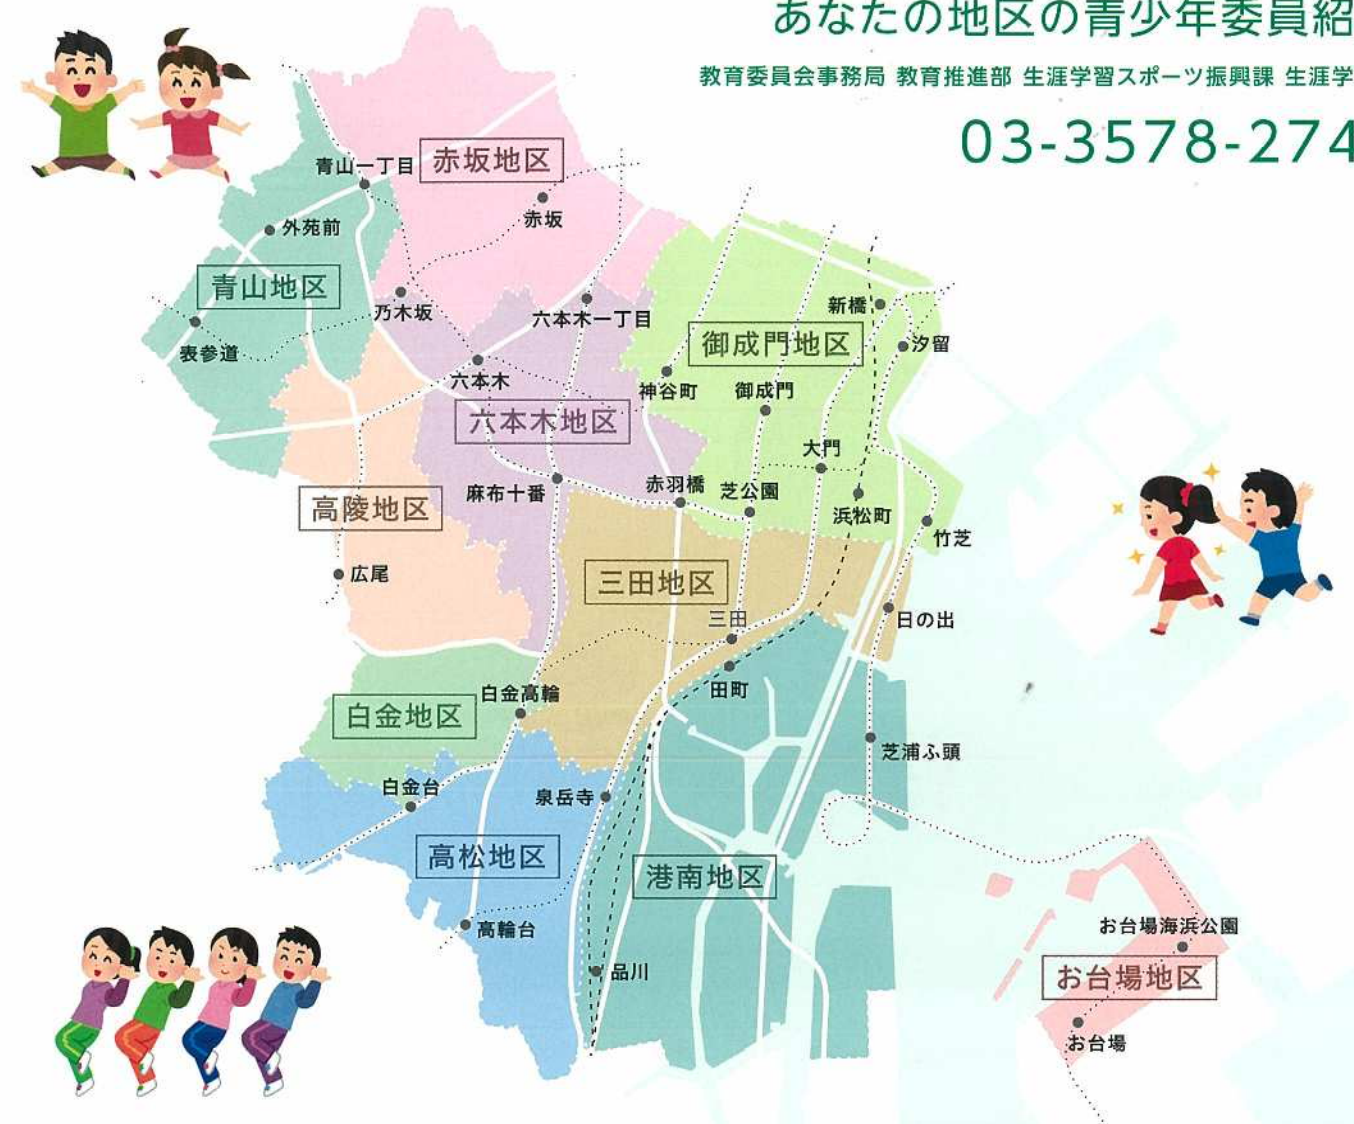 あなたの地区の青少年委員紹
教育委員会事務局 教育推進部 生涯学習スポーツ振興課 生涯学
03-3578-274
青山一丁目
赤坂地区
赤坂
外苑前
青山地区
乃木坂
六本木一丁目
新橋
表参道
御成門地区
汐留
六本木
神谷町
御成門
六本木地区
大門
麻布十番
赤羽橋
芝公園
高陵地区
浜松町
竹芝
広尾
三田地区
三田
日の出
田町
白金高輪
白金地区
芝浦ふ頭
白金台
泉岳寺
高松地区
港南地区
高輪台
お台場海浜公園
品川
お台場地区
お台場